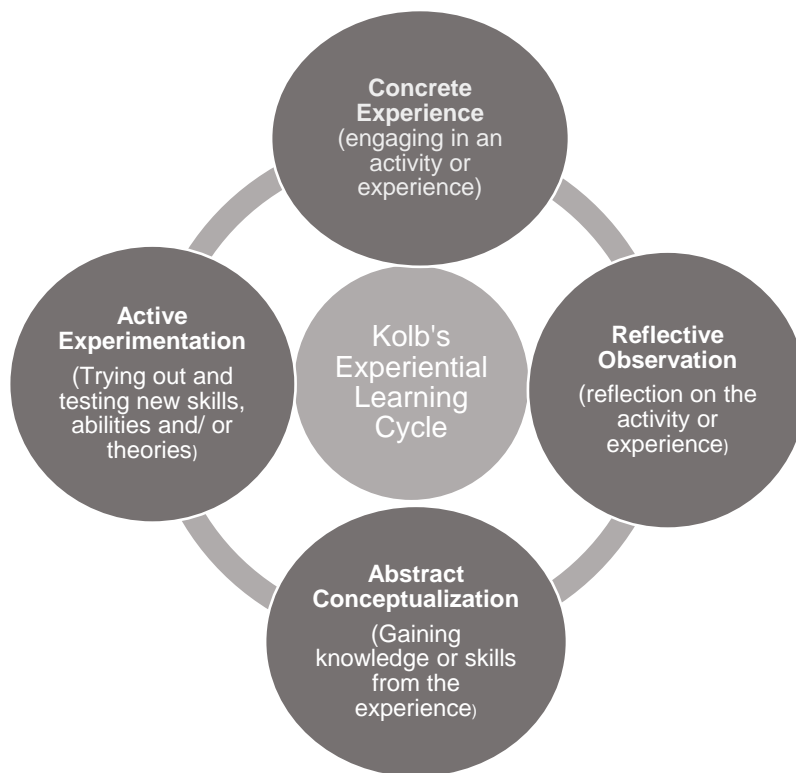 Concrete
Experience
(engaging in an
activity or
experience)
Active
Experimentation
(Trying out and
testing new skills,
abilities and/ or
theories)
Kolb's
Experiential
Learning
Cycle
Reflective
Observation
(reflection on the
activity or
experience)
Abstract
Conceptualization
(Gaining
knowledge or skills
from the
experience)